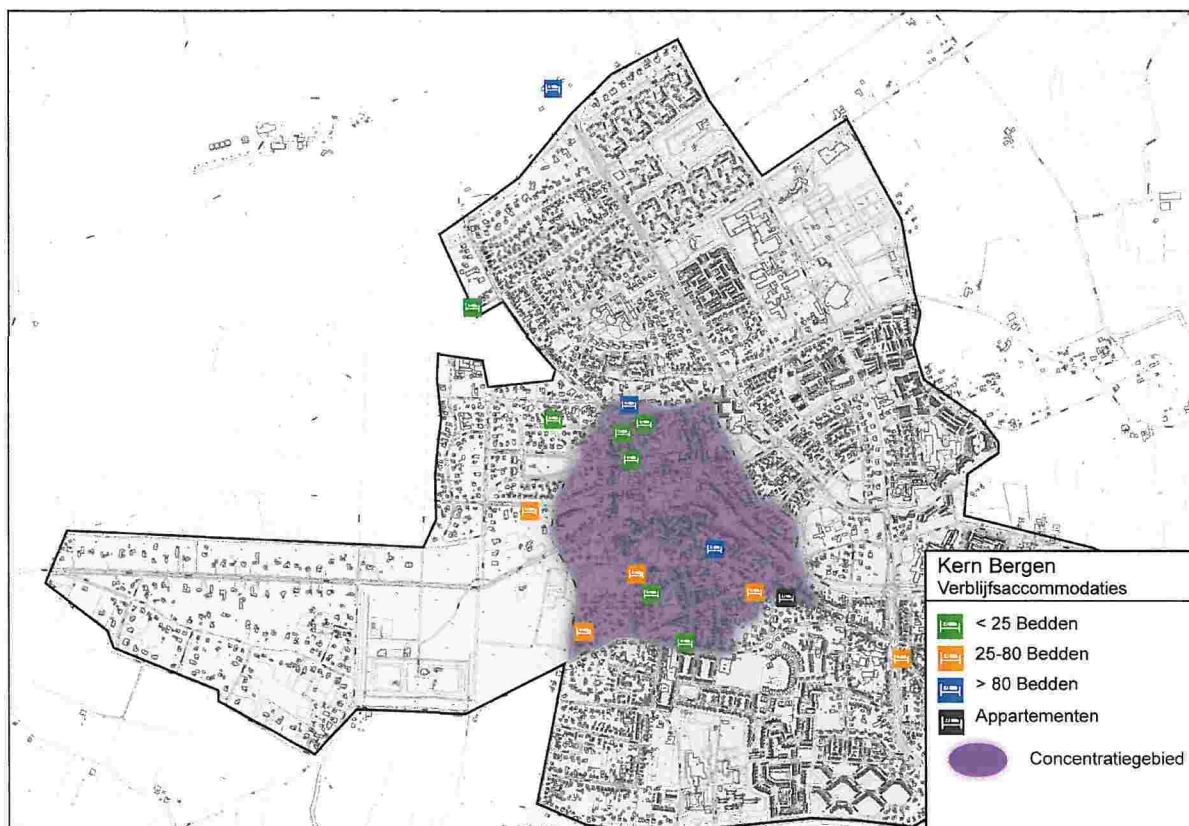 Kern Bergen
Verblijfsaccommodaties
< 25 Bedden
25-80 Bedden
> 80 Bedden
Appartementen
Concentratiegebied